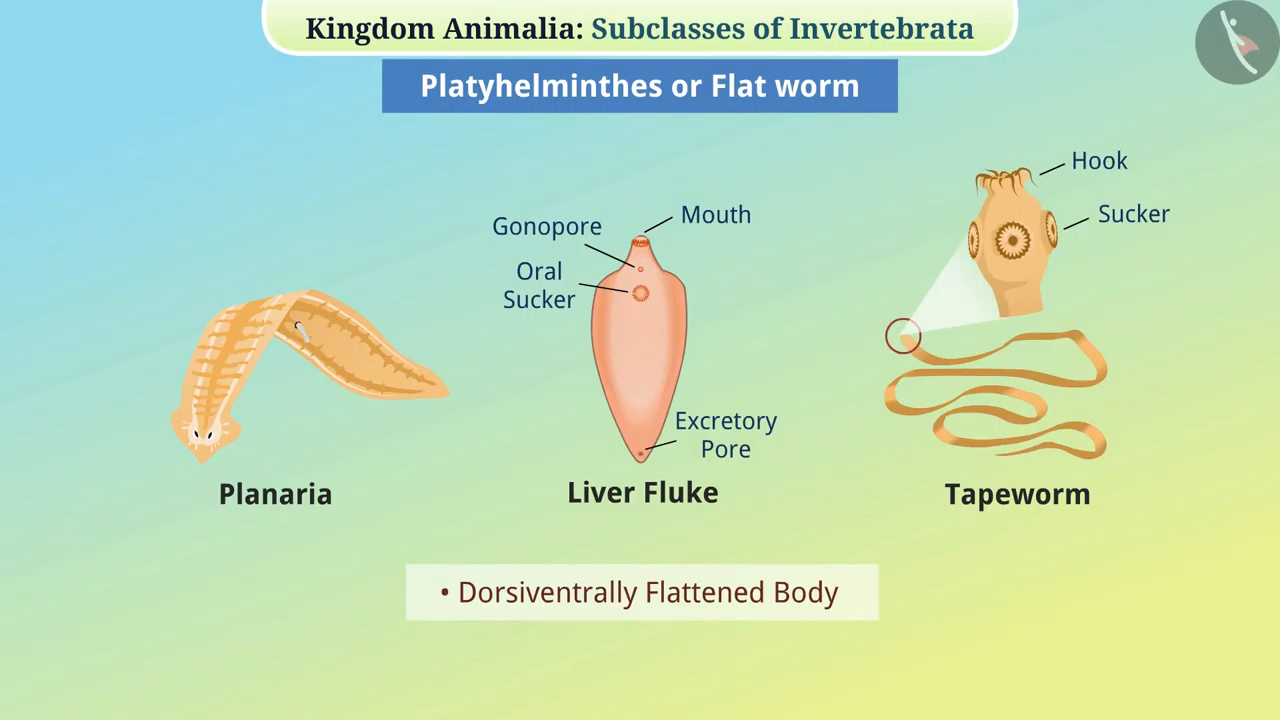 Kingdom Animalia: Subclasses of Invertebrata
Platyhelminthes or Flat worm
Hook
Sucker
Mouth
Gonopore
Oral
Sucker
Excretory
Pore
Planaria
Liver Fluke
Tapeworm
• Dorsiventrally Flattened Body